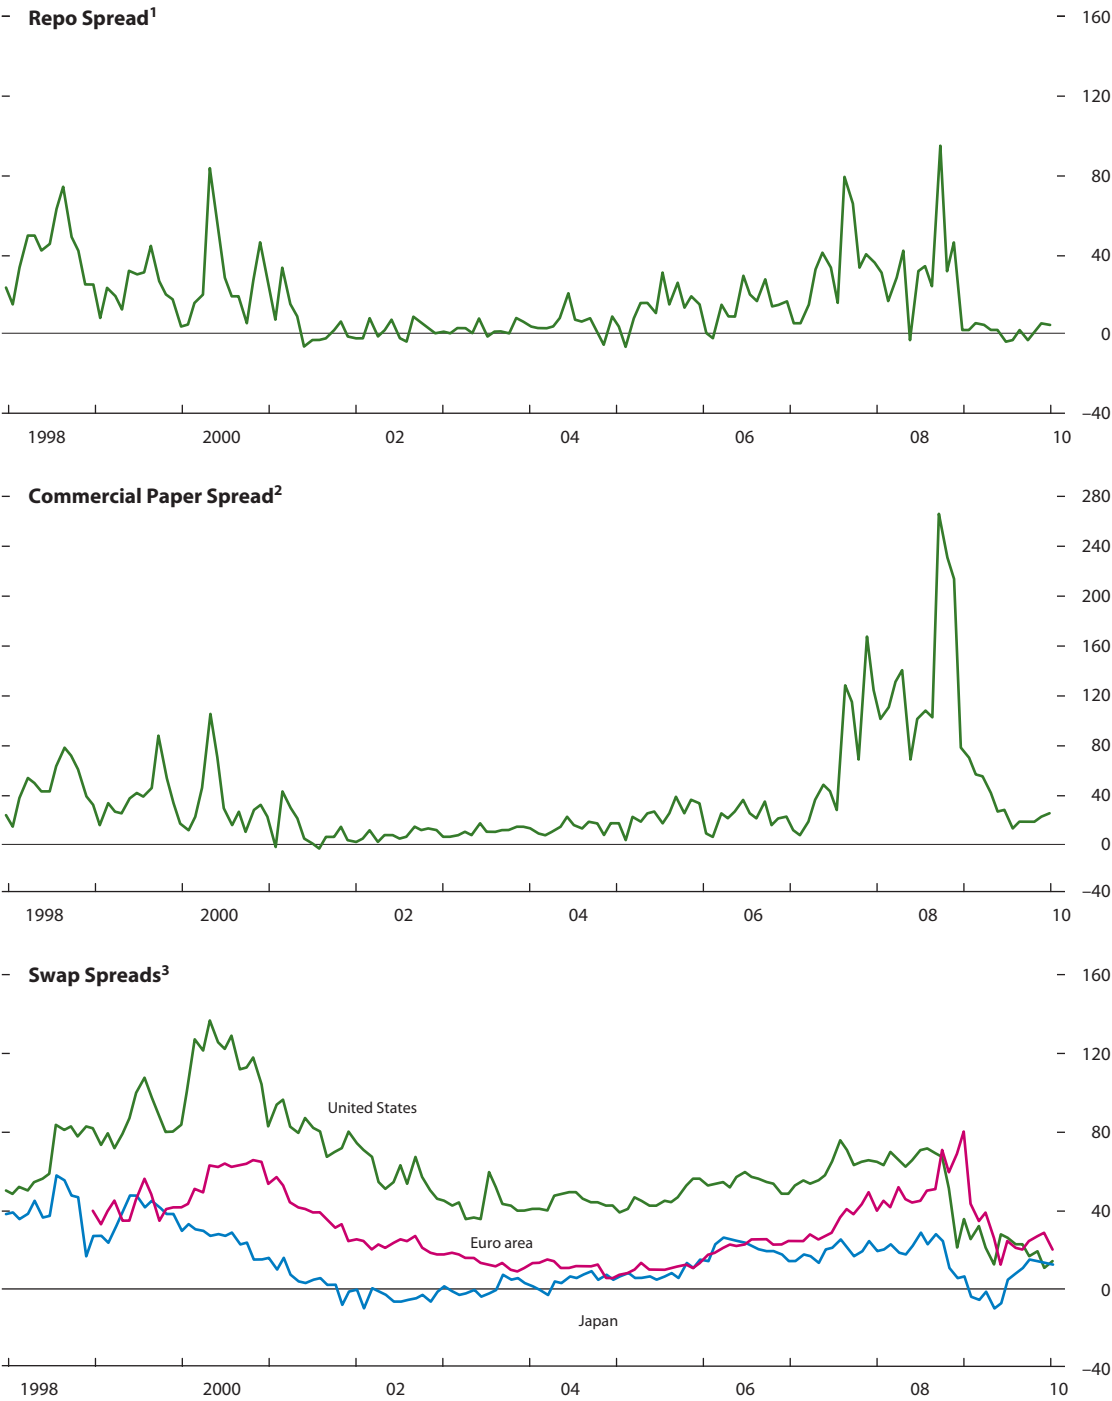 Repo Spread¹
160
120
80
40
0
–40
1998 2000 02 04 06 08 10
Commercial Paper Spread²
280
240
200
160
120
80
40
0
–40
1998 2000 02 04 06 08 10
Swap Spreads³
160
120
United States
80
40
Euro area
0
Japan
–40
1998 2000 02 04 06 08 10